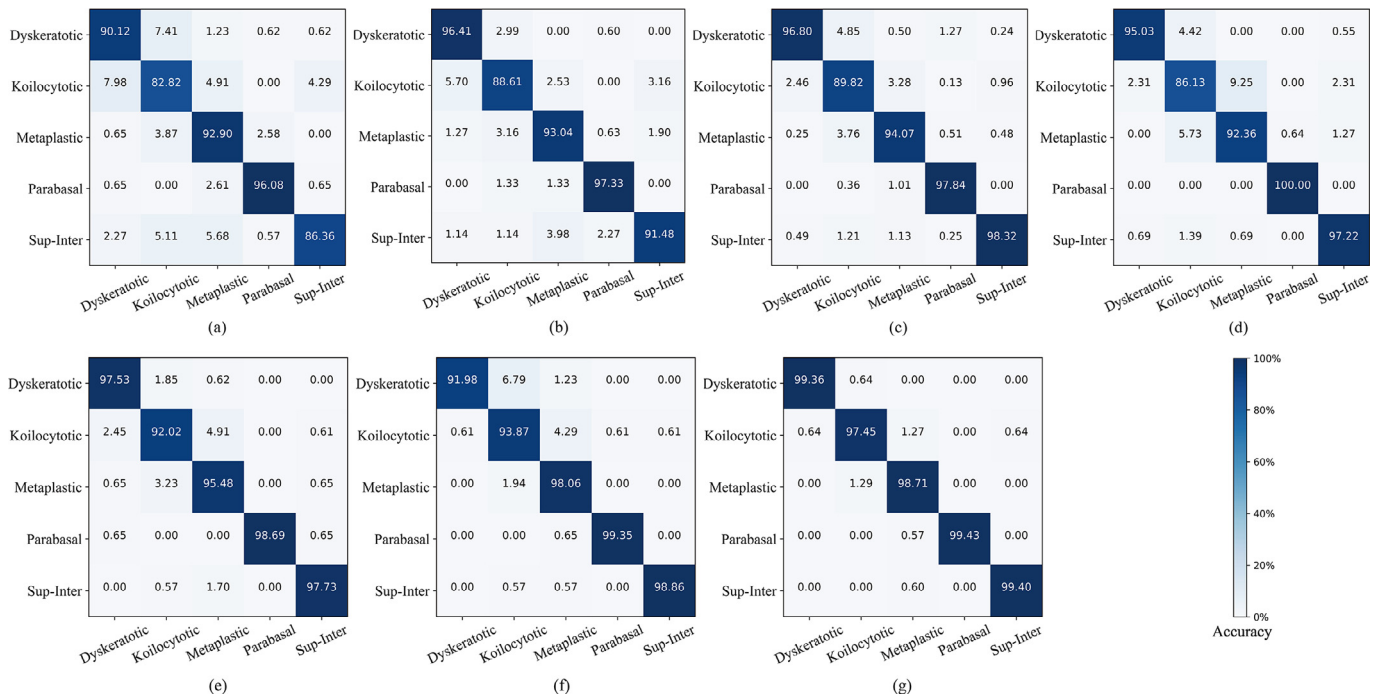 Dyskeratotic 90.12 7.41 1.23 0.62 0.62
Koilocytotic 7.98 82.82 4.91 0.00 4.29
Metaplastic 0.65 3.87 92.90 2.58 0.00
Parabasal 0.65 0.00 2.61 96.08 0.65
Sup-Inter 2.27 5.11 5.68 0.57 86.36
Dyskeratotic Koilocytotic Metaplastic Parabasal Sup-Inter
(a)
Dyskeratotic 96.41 2.99 0.00 0.60 0.00
Koilocytotic 5.70 88.61 2.53 0.00 3.16
Metaplastic 1.27 3.16 93.04 0.63 1.90
Parabasal 0.00 1.33 1.33 97.33 0.00
Sup-Inter 1.14 1.14 3.98 2.27 91.48
Dyskeratotic Koilocytotic Metaplastic Parabasal Sup-Inter
(b)
Dyskeratotic 96.80 4.85 0.50 1.27 0.24
Koilocytotic 2.46 89.82 3.28 0.13 0.96
Metaplastic 0.25 3.76 94.07 0.51 0.48
Parabasal 0.00 0.36 1.01 97.84 0.00
Sup-Inter 0.49 1.21 1.13 0.25 98.32
Dyskeratotic Koilocytotic Metaplastic Parabasal Sup-Inter
(c)
Dyskeratotic 95.03 4.42 0.00 0.00 0.55
Koilocytotic 2.31 86.13 9.25 0.00 2.31
Metaplastic 0.00 5.73 92.36 0.64 1.27
Parabasal 0.00 0.00 0.00 100.00 0.00
Sup-Inter 0.69 1.39 0.69 0.00 97.22
Dyskeratotic Koilocytotic Metaplastic Parabasal Sup-Inter
(d)
Dyskeratotic 97.53 1.85 0.62 0.00 0.00
Koilocytotic 2.45 92.02 4.91 0.00 0.61
Metaplastic 0.65 3.23 95.48 0.00 0.65
Parabasal 0.65 0.00 0.00 98.69 0.65
Sup-Inter 0.00 0.57 1.70 0.00 97.73
Dyskeratotic Koilocytotic Metaplastic Parabasal Sup-Inter
(e)
Dyskeratotic 91.98 6.79 1.23 0.00 0.00
Koilocytotic 0.61 93.87 4.29 0.61 0.61
Metaplastic 0.00 1.94 98.06 0.00 0.00
Parabasal 0.00 0.00 0.65 99.35 0.00
Sup-Inter 0.00 0.57 0.57 0.00 98.86
Dyskeratotic Koilocytotic Metaplastic Parabasal Sup-Inter
(f)
Dyskeratotic 99.36 0.64 0.00 0.00 0.00
Koilocytotic 0.64 97.45 1.27 0.00 0.64
Metaplastic 0.00 1.29 98.71 0.00 0.00
Parabasal 0.00 0.00 0.57 99.43 0.00
Sup-Inter 0.00 0.00 0.60 0.00 99.40
Dyskeratotic Koilocytotic Metaplastic Parabasal Sup-Inter
(g)
100%
80%
60%
40%
20%
0%
Accuracy